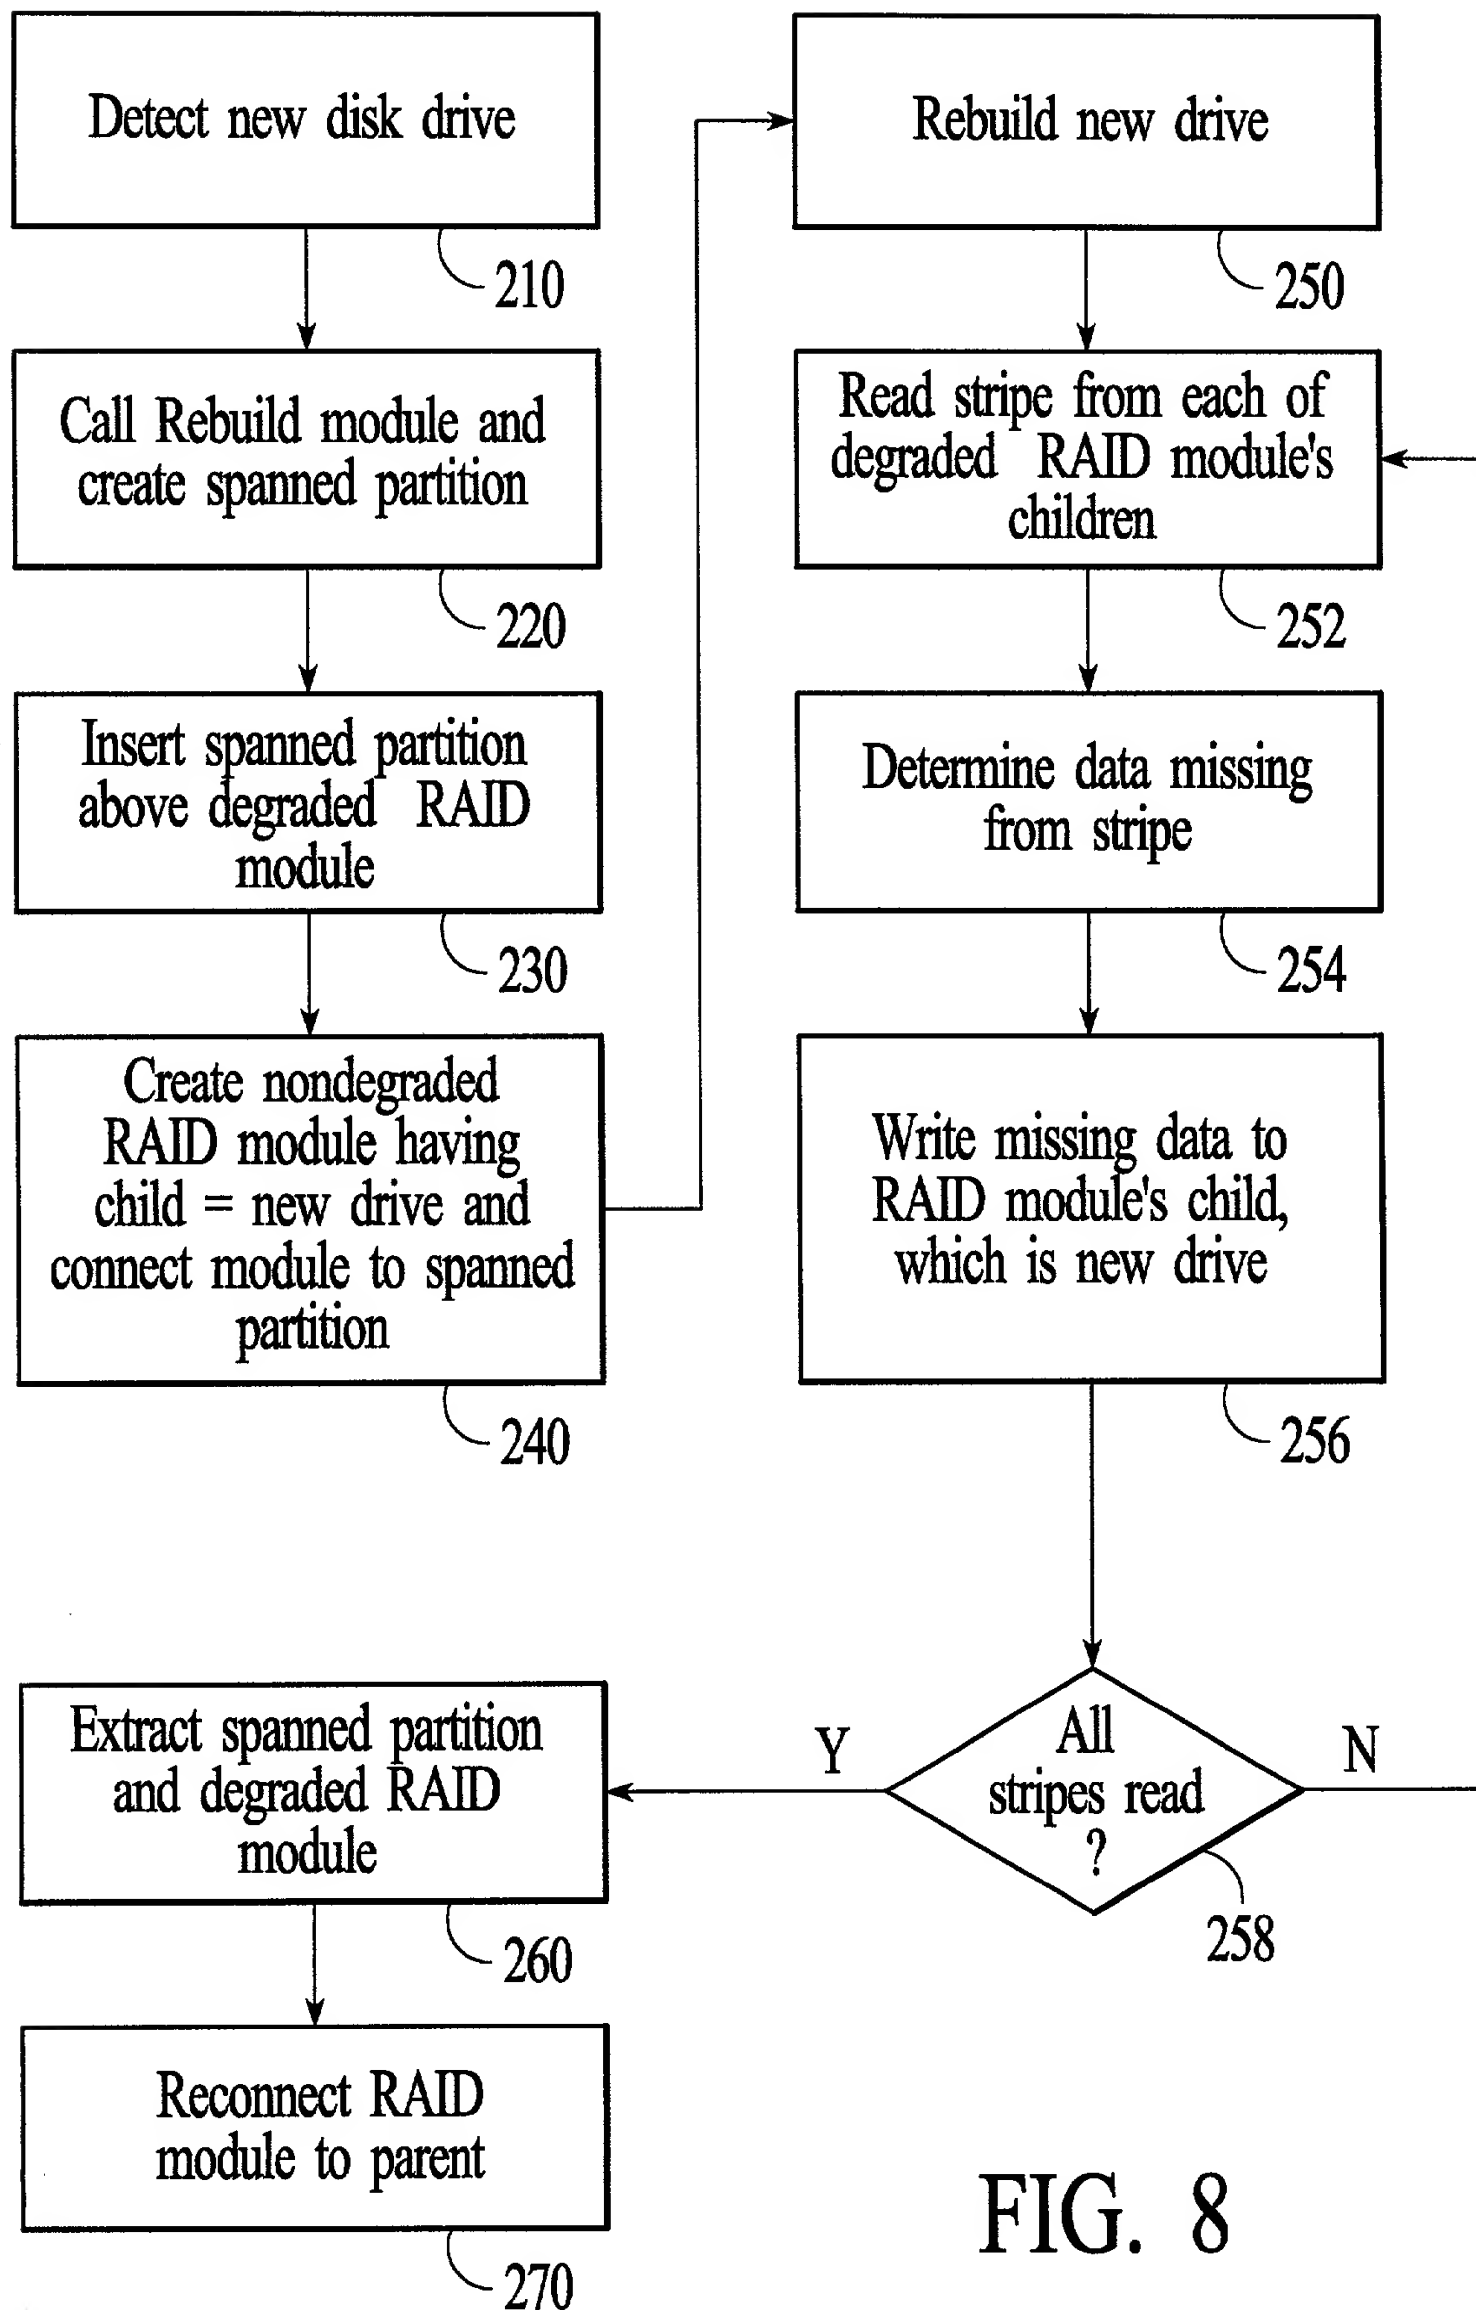 Detect new disk drive
210
Call Rebuild module and
create spanned partition
220
Insert spanned partition
above degraded RAID
module
230
Create nondegraded
RAID module having
child = new drive and
connect module to spanned
partition
240
Rebuild new drive
250
Read stripe from each of
degraded RAID module's
children
252
Determine data missing
from stripe
254
Write missing data to
RAID module's child,
which is new drive
256
All
stripes read
?
258
Y
N
Extract spanned partition
and degraded RAID
module
260
Reconnect RAID
module to parent
270
FIG. 8